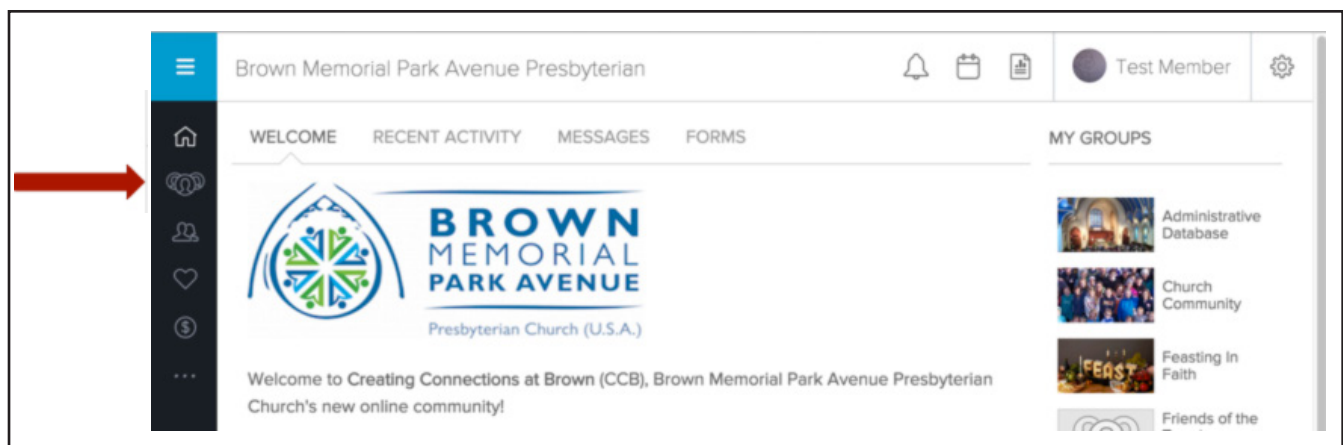 Brown Memorial Park Avenue Presbyterian
Test Member
WELCOME RECENT ACTIVITY MESSAGES FORMS
MY GROUPS
BROWN
MEMORIAL
PARK AVENUE
Presbyterian Church (U.S.A.)
Welcome to Creating Connections at Brown (CCB), Brown Memorial Park Avenue Presbyterian
Church's new online community!
Administrative
Database
Church
Community
FEAST
Feasting In
Faith
Friends of the